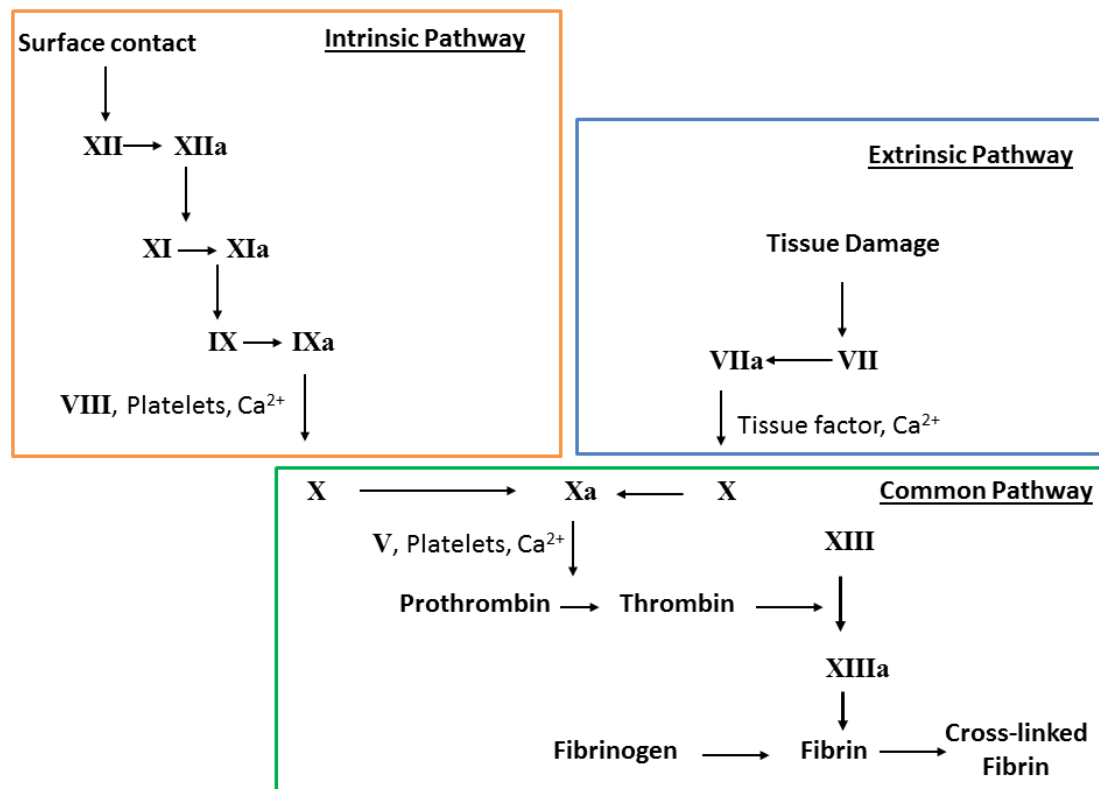 Surface contact
Intrinsic Pathway
XII
XIIa
XI
XIa
IX
IXa
VIII, Platelets, Ca²⁺
Extrinsic Pathway
Tissue Damage
VIIa
VII
Tissue factor, Ca²⁺
X
Xa
X
Common Pathway
V, Platelets, Ca²⁺
XIII
Prothrombin
Thrombin
XIIIa
Fibrinogen
Fibrin
Cross-linked
Fibrin